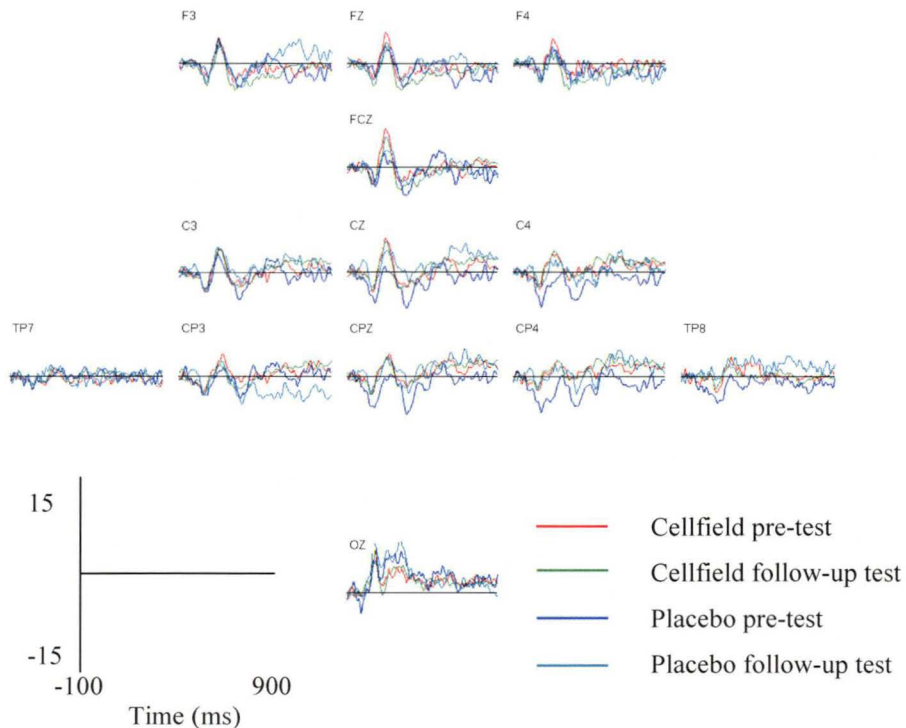 F3 FZ F4
FCZ
C3 CZ C4
TP7 CP3 CPZ CP4 TP8
15
-15
-100 900
Time (ms)
OZ
Cellfield pre-test
Cellfield follow-up test
Placebo pre-test
Placebo follow-up test